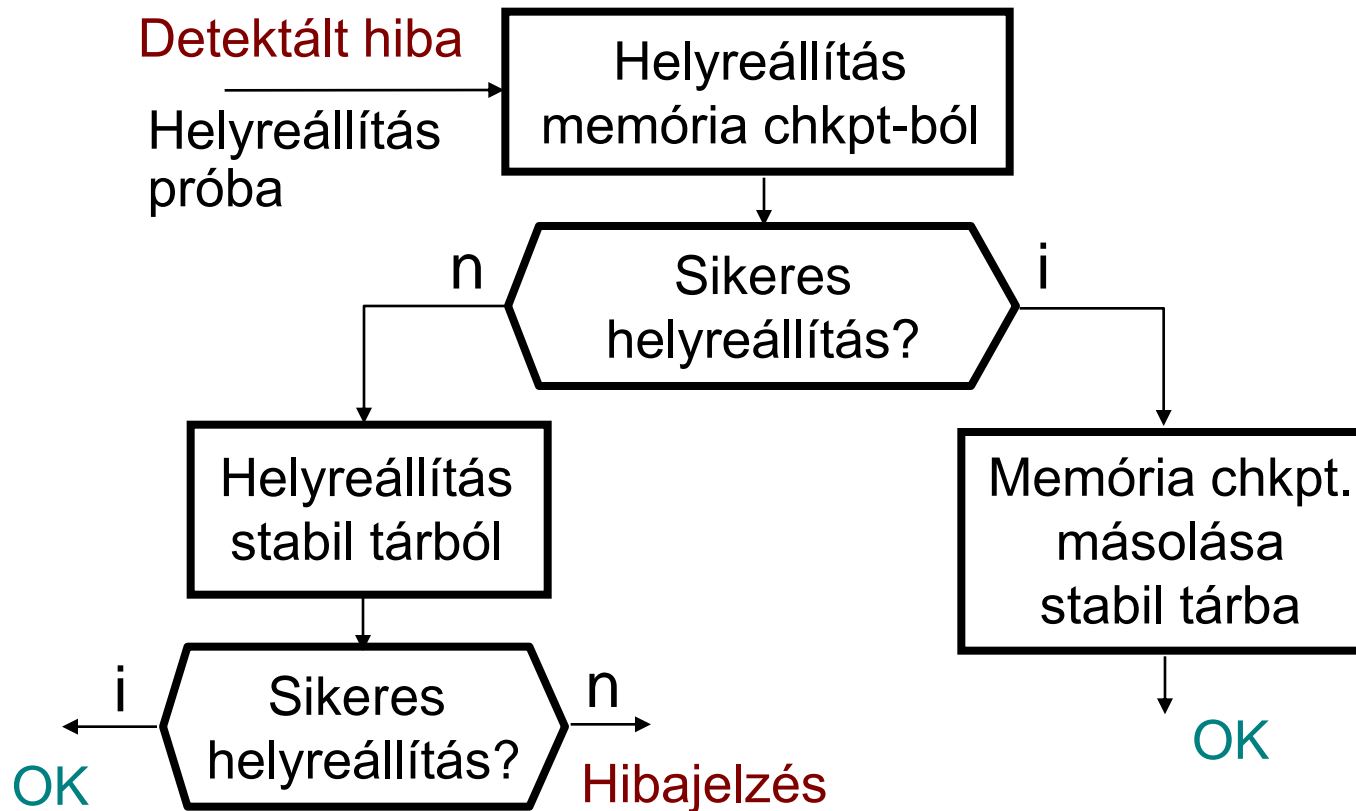 Detektált hiba
Helyreállítás
próba
Helyreállítás
memória chkpt-ból
n
Sikeres
helyreállítás?
i
Helyreállítás
stabil tárból
Memória chkpt.
másolása
stabil tárba
i
Sikeres
helyreállítás?
n
OK
Hibajelzés
OK